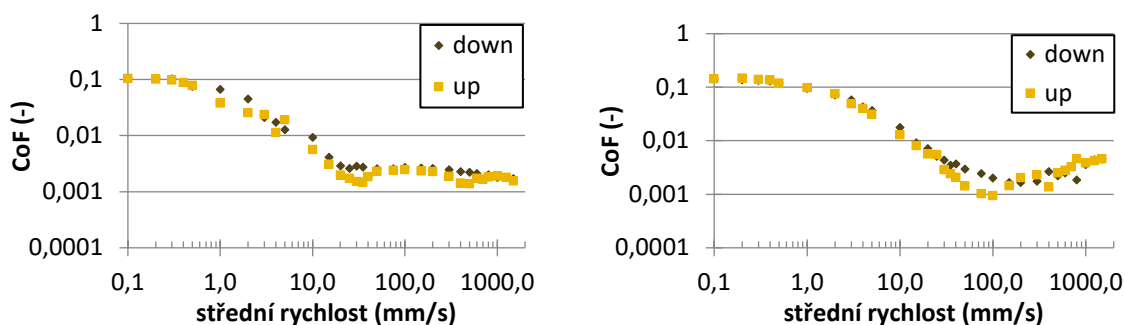 CoF (-)
1
0,1
0,01
0,001
0,0001
0,1 1,0 10,0 100,0 1000,0
střední rychlost (mm/s)
down
up
CoF (-)
1
0,1
0,01
0,001
0,0001
0,1 1,0 10,0 100,0 1000,0
střední rychlost (mm/s)
down
up